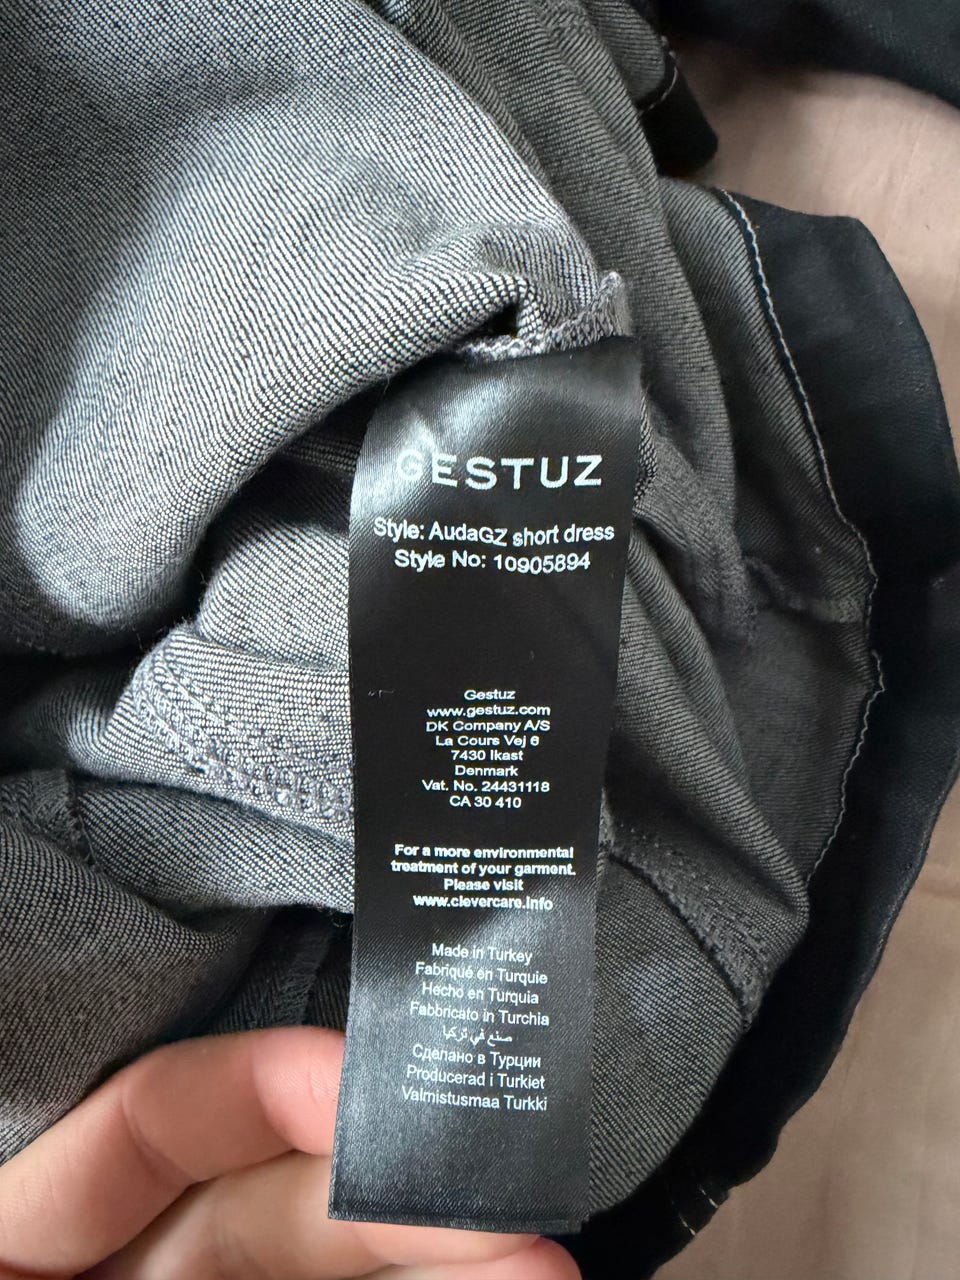 GESTUZ
Style: AudaGZ short dress
Style No: 10905894
Gestuz
www.gestuz.com
DK Company A/S
La Cours Vej 6
7430 Ikast
Denmark
Vat. No. 24431118
CA 30 410
For a more environmental
treatment of your garment.
Please visit
www.clevercare.info
Made in Turkey
Fabriqué en Turquie
Hecho en Turquia
Fabbricato in Turchia
صنع في تركيا
Сделано в Турции
Producerad i Turkiet
Valmistusmaa Turkki